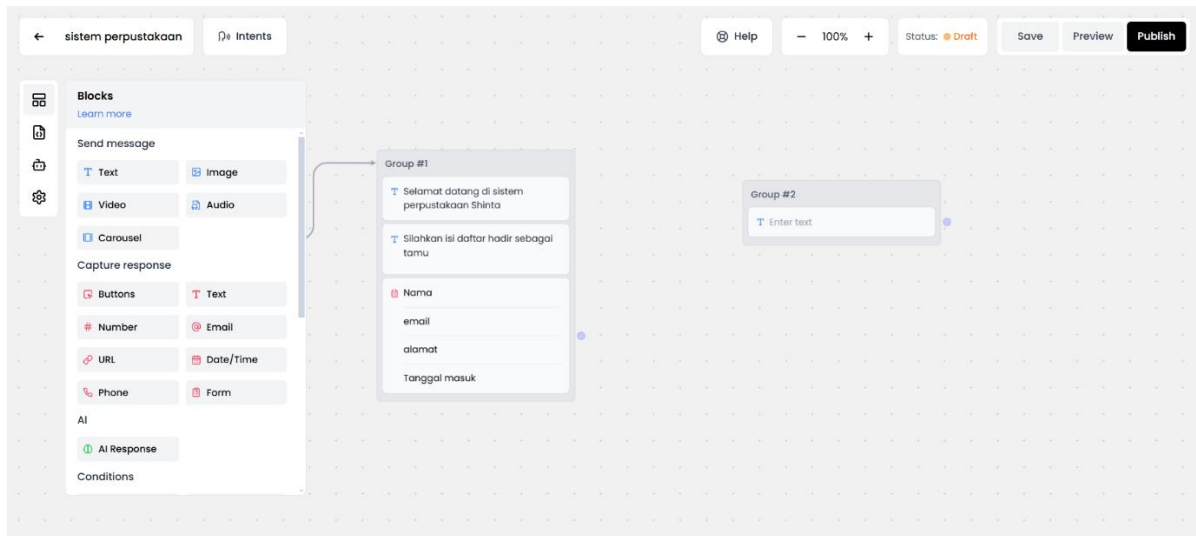 sistem perpustakaan
Intents
Help
100%
Status: Draft
Save
Preview
Publish
Blocks
Learn more
Send message
Text
Image
Video
Audio
Carousel
Capture response
Buttons
Text
Number
Email
URL
Date/Time
Phone
Form
AI
AI Response
Conditions
Group #1
Selamat datang di sistem
perpustakaan Shinta
Silahkan isi daftar hadir sebagai
tamu
Nama
email
alamat
Tanggal masuk
Group #2
Enter text